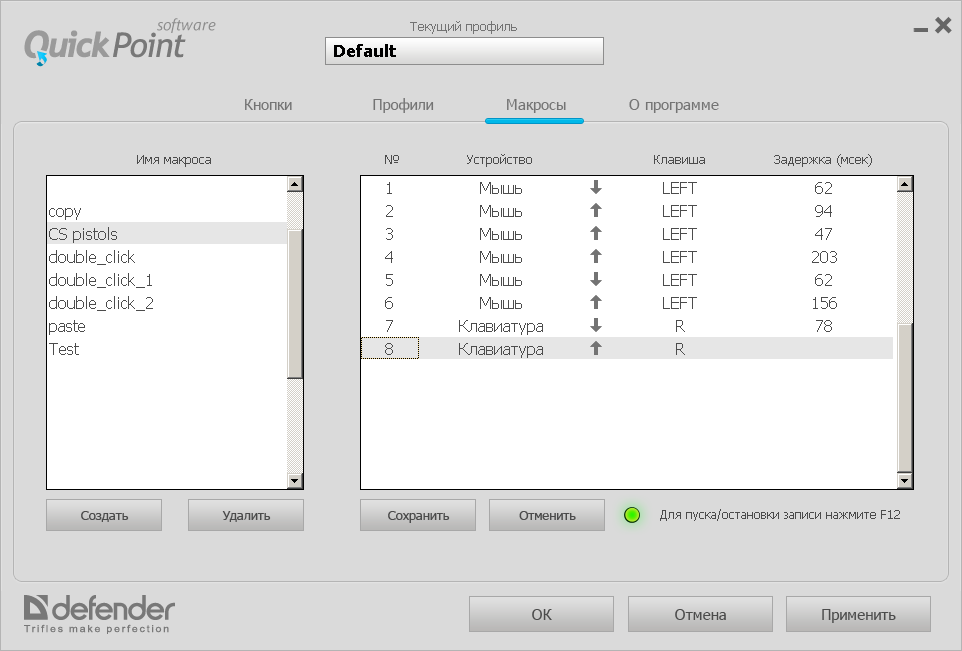 software
QuickPoint
Текущий профиль
Default
Кнопки Профили Макросы О программе
Имя макроса
copy
CS pistols
double_click
double_click_1
double_click_2
paste
Test
Создать Удалить
№ Устройство Клавиша Задержка (мсек)
1 Мышь LEFT 62
2 Мышь LEFT 94
3 Мышь LEFT 47
4 Мышь LEFT 203
5 Мышь LEFT 62
6 Мышь LEFT 156
7 Клавиатура R 78
8 Клавиатура R
Сохранить Отменить Для пуска/остановки записи нажмите F12
defender
Trifles make perfection
OK Отмена Применить